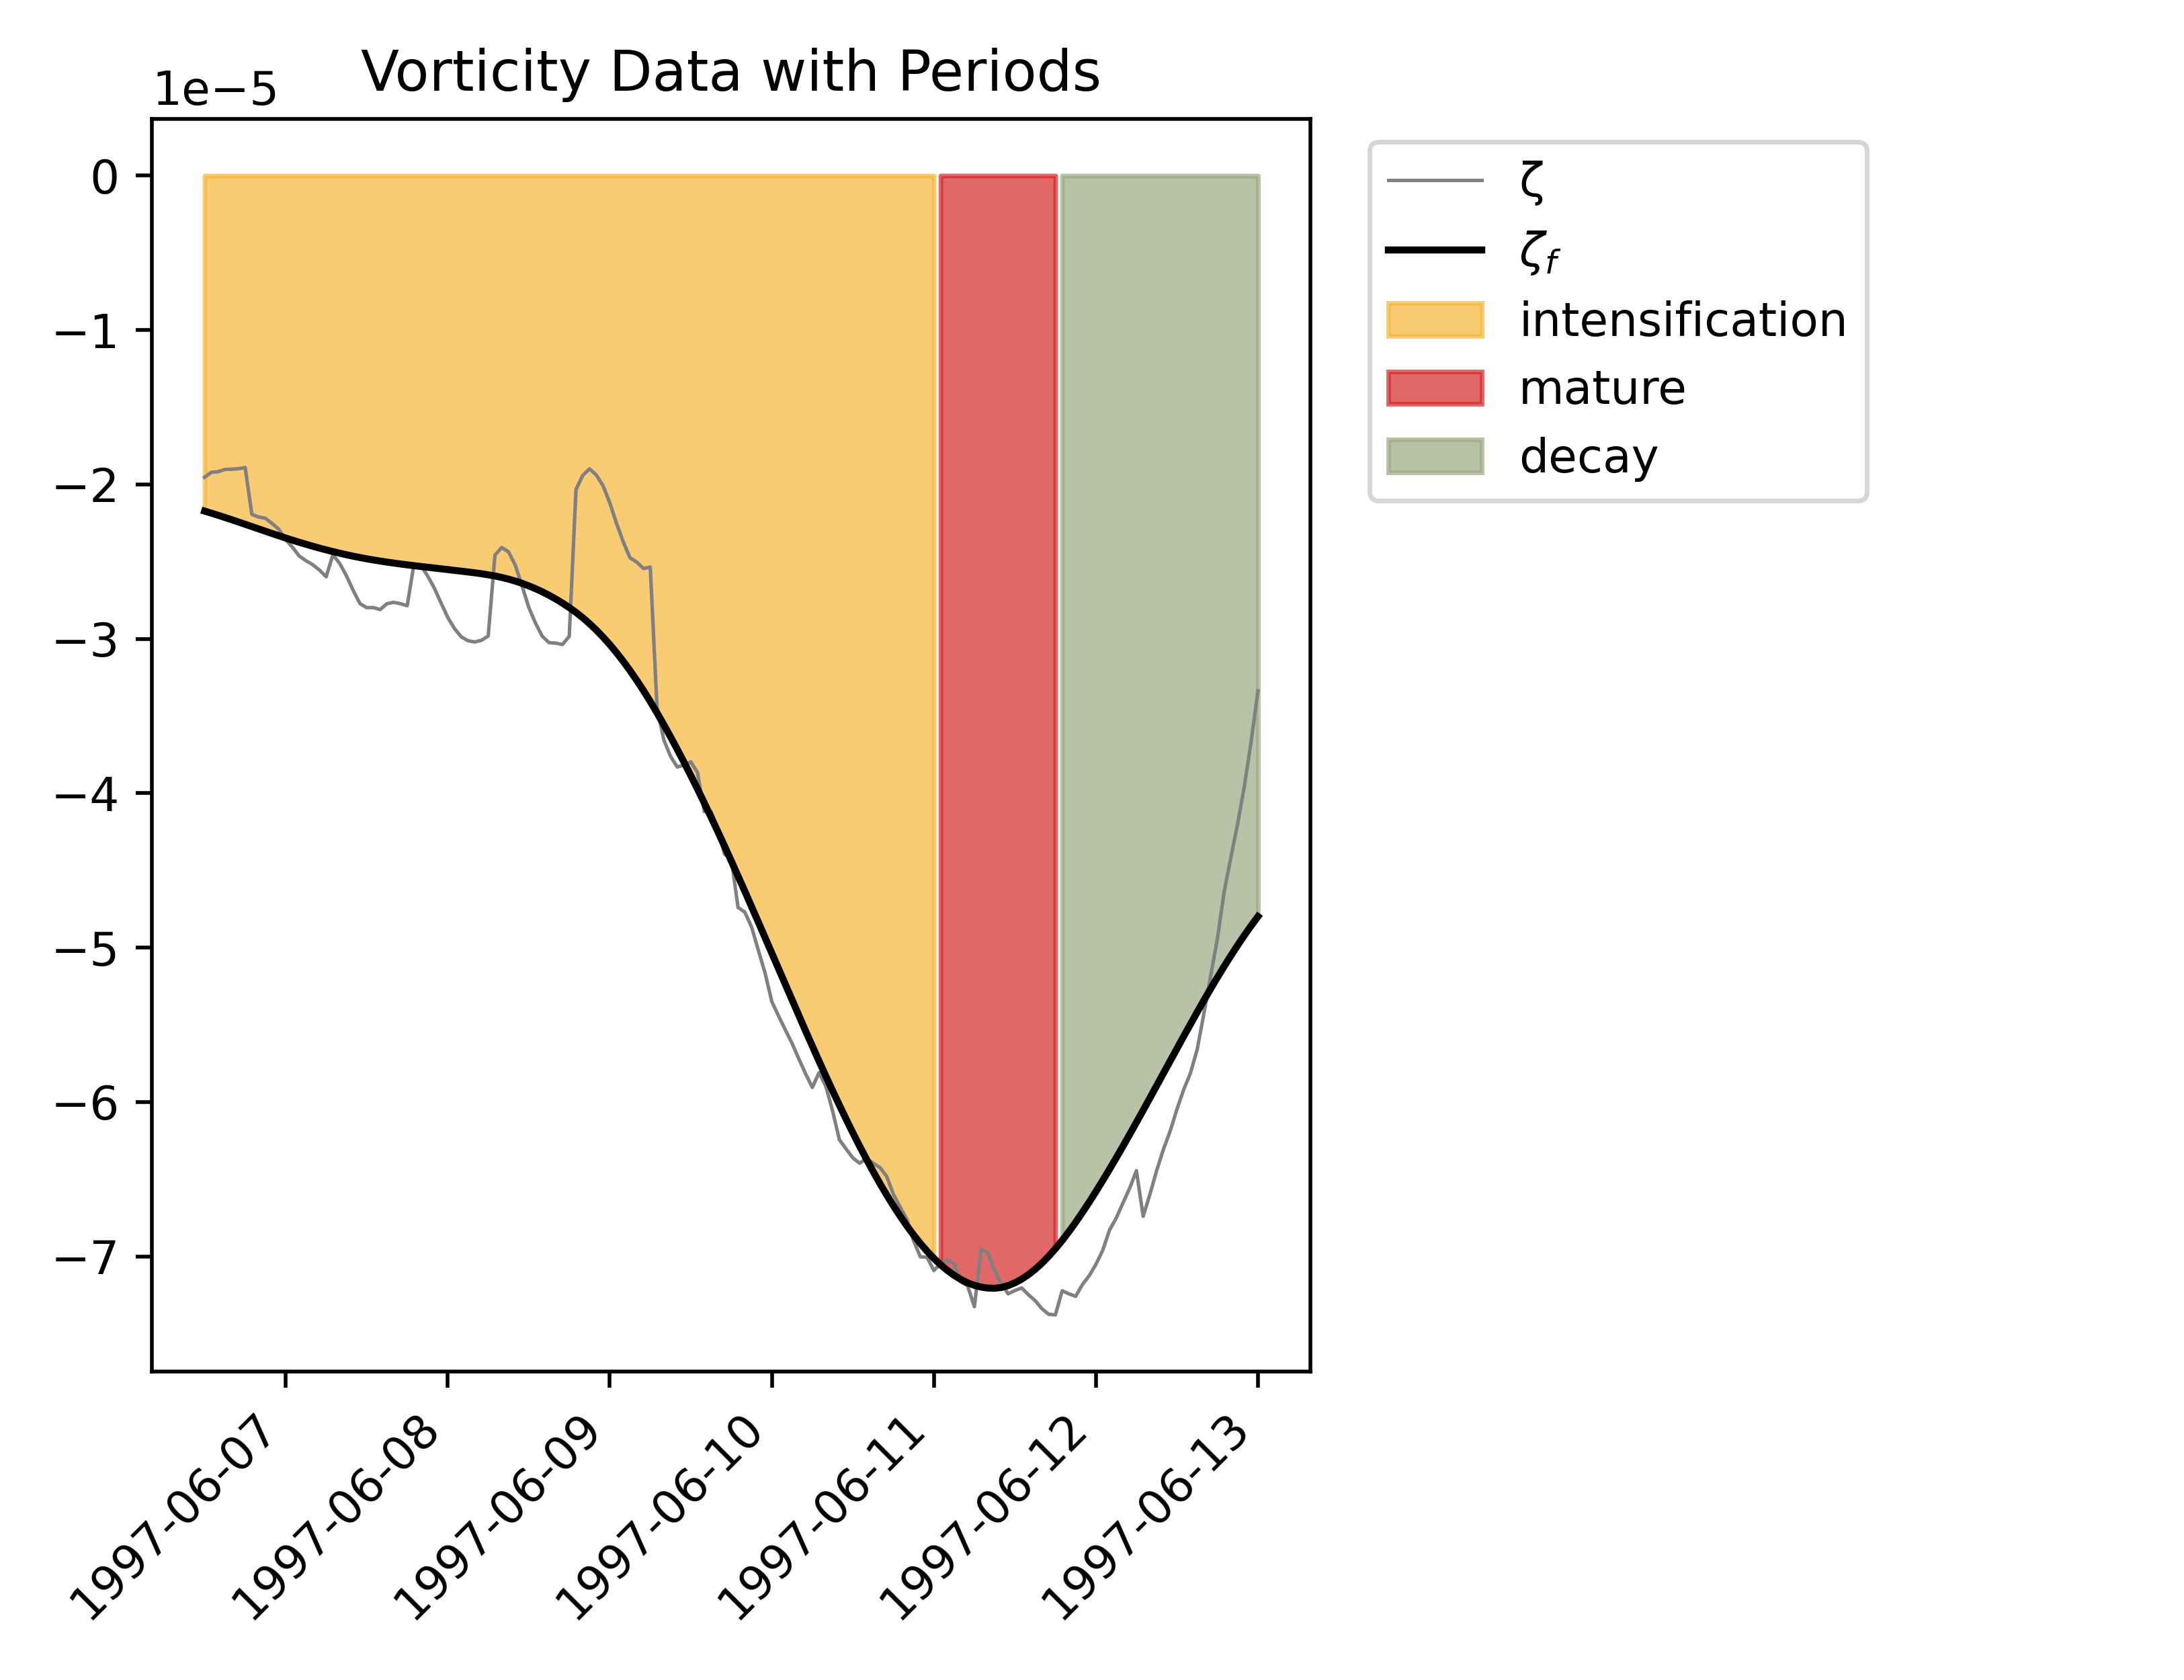 Vorticity Data with Periods
1e−5
0
−1
−2
−3
−4
−5
−6
−7
1997-06-07
1997-06-08
1997-06-09
1997-06-10
1997-06-11
1997-06-12
1997-06-13
ζ
ζf
intensification
mature
decay